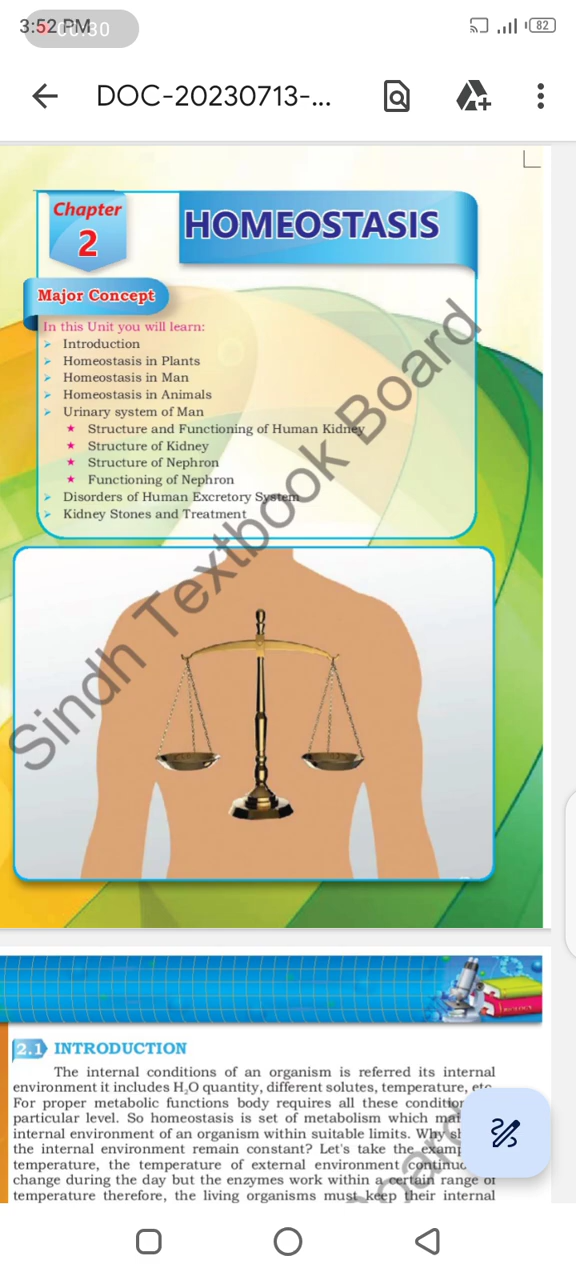 3:52 PM
00:30
82
DOC-20230713-...
Chapter
2
HOMEOSTASIS
Major Concept
In this Unit you will learn:
Introduction
Homeostasis in Plants
Homeostasis in Man
Homeostasis in Animals
Urinary system of Man
Structure and Functioning of Human Kidney
Structure of Kidney
Structure of Nephron
Functioning of Nephron
Disorders of Human Excretory System
Kidney Stones and Treatment
Sindh Textbook Board
BIOLOGY
2.1 INTRODUCTION
The internal conditions of an organism is referred its internal
environment it includes H₂O quantity, different solutes, temperature, etc.
For proper metabolic functions body requires all these
particular level. So homeostasis is set of metabolism which
internal environment of an organism within suitable limits. Why
the internal environment remain constant? Let's take the
temperature, the temperature of external environment
change during the day but the enzymes work within a certain range of
temperature therefore, the living organisms must keep their internal